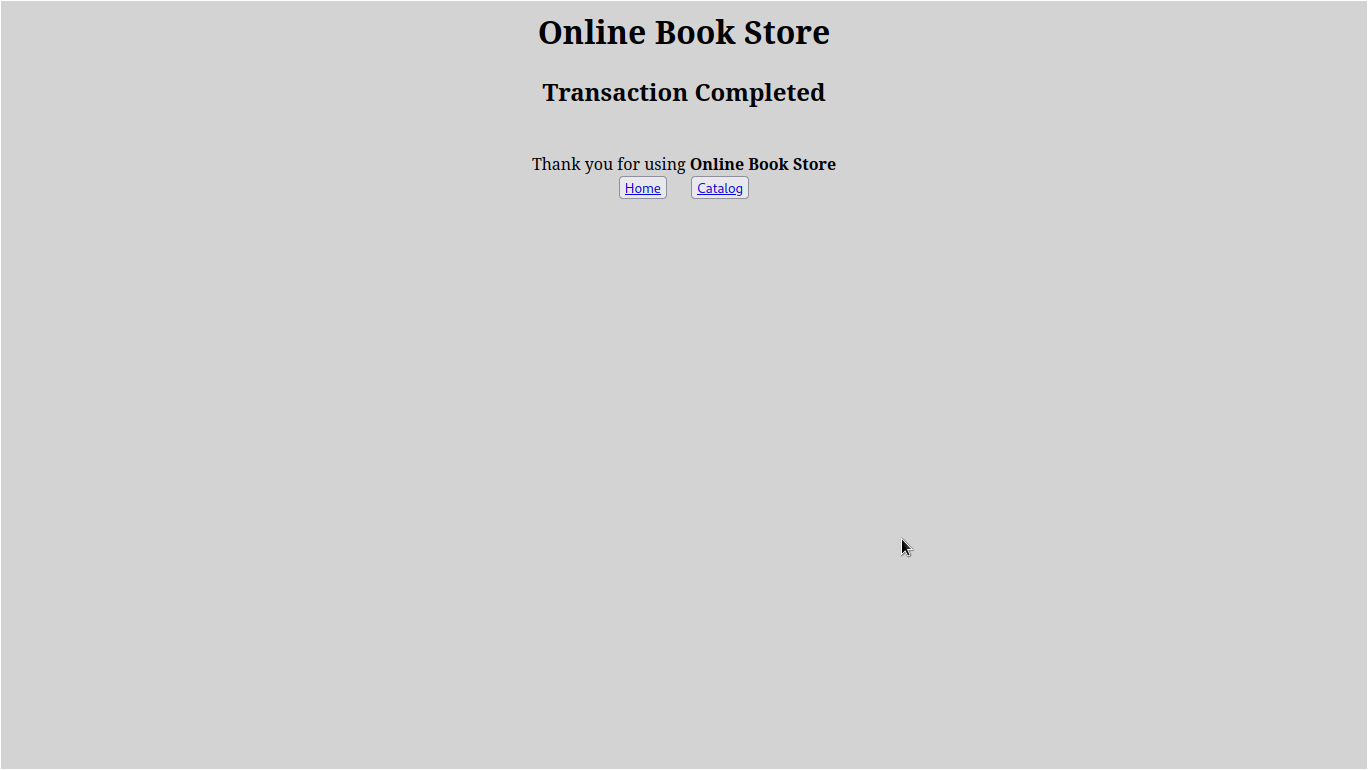 Online Book Store
Transaction Completed
Thank you for using Online Book Store
Home Catalog